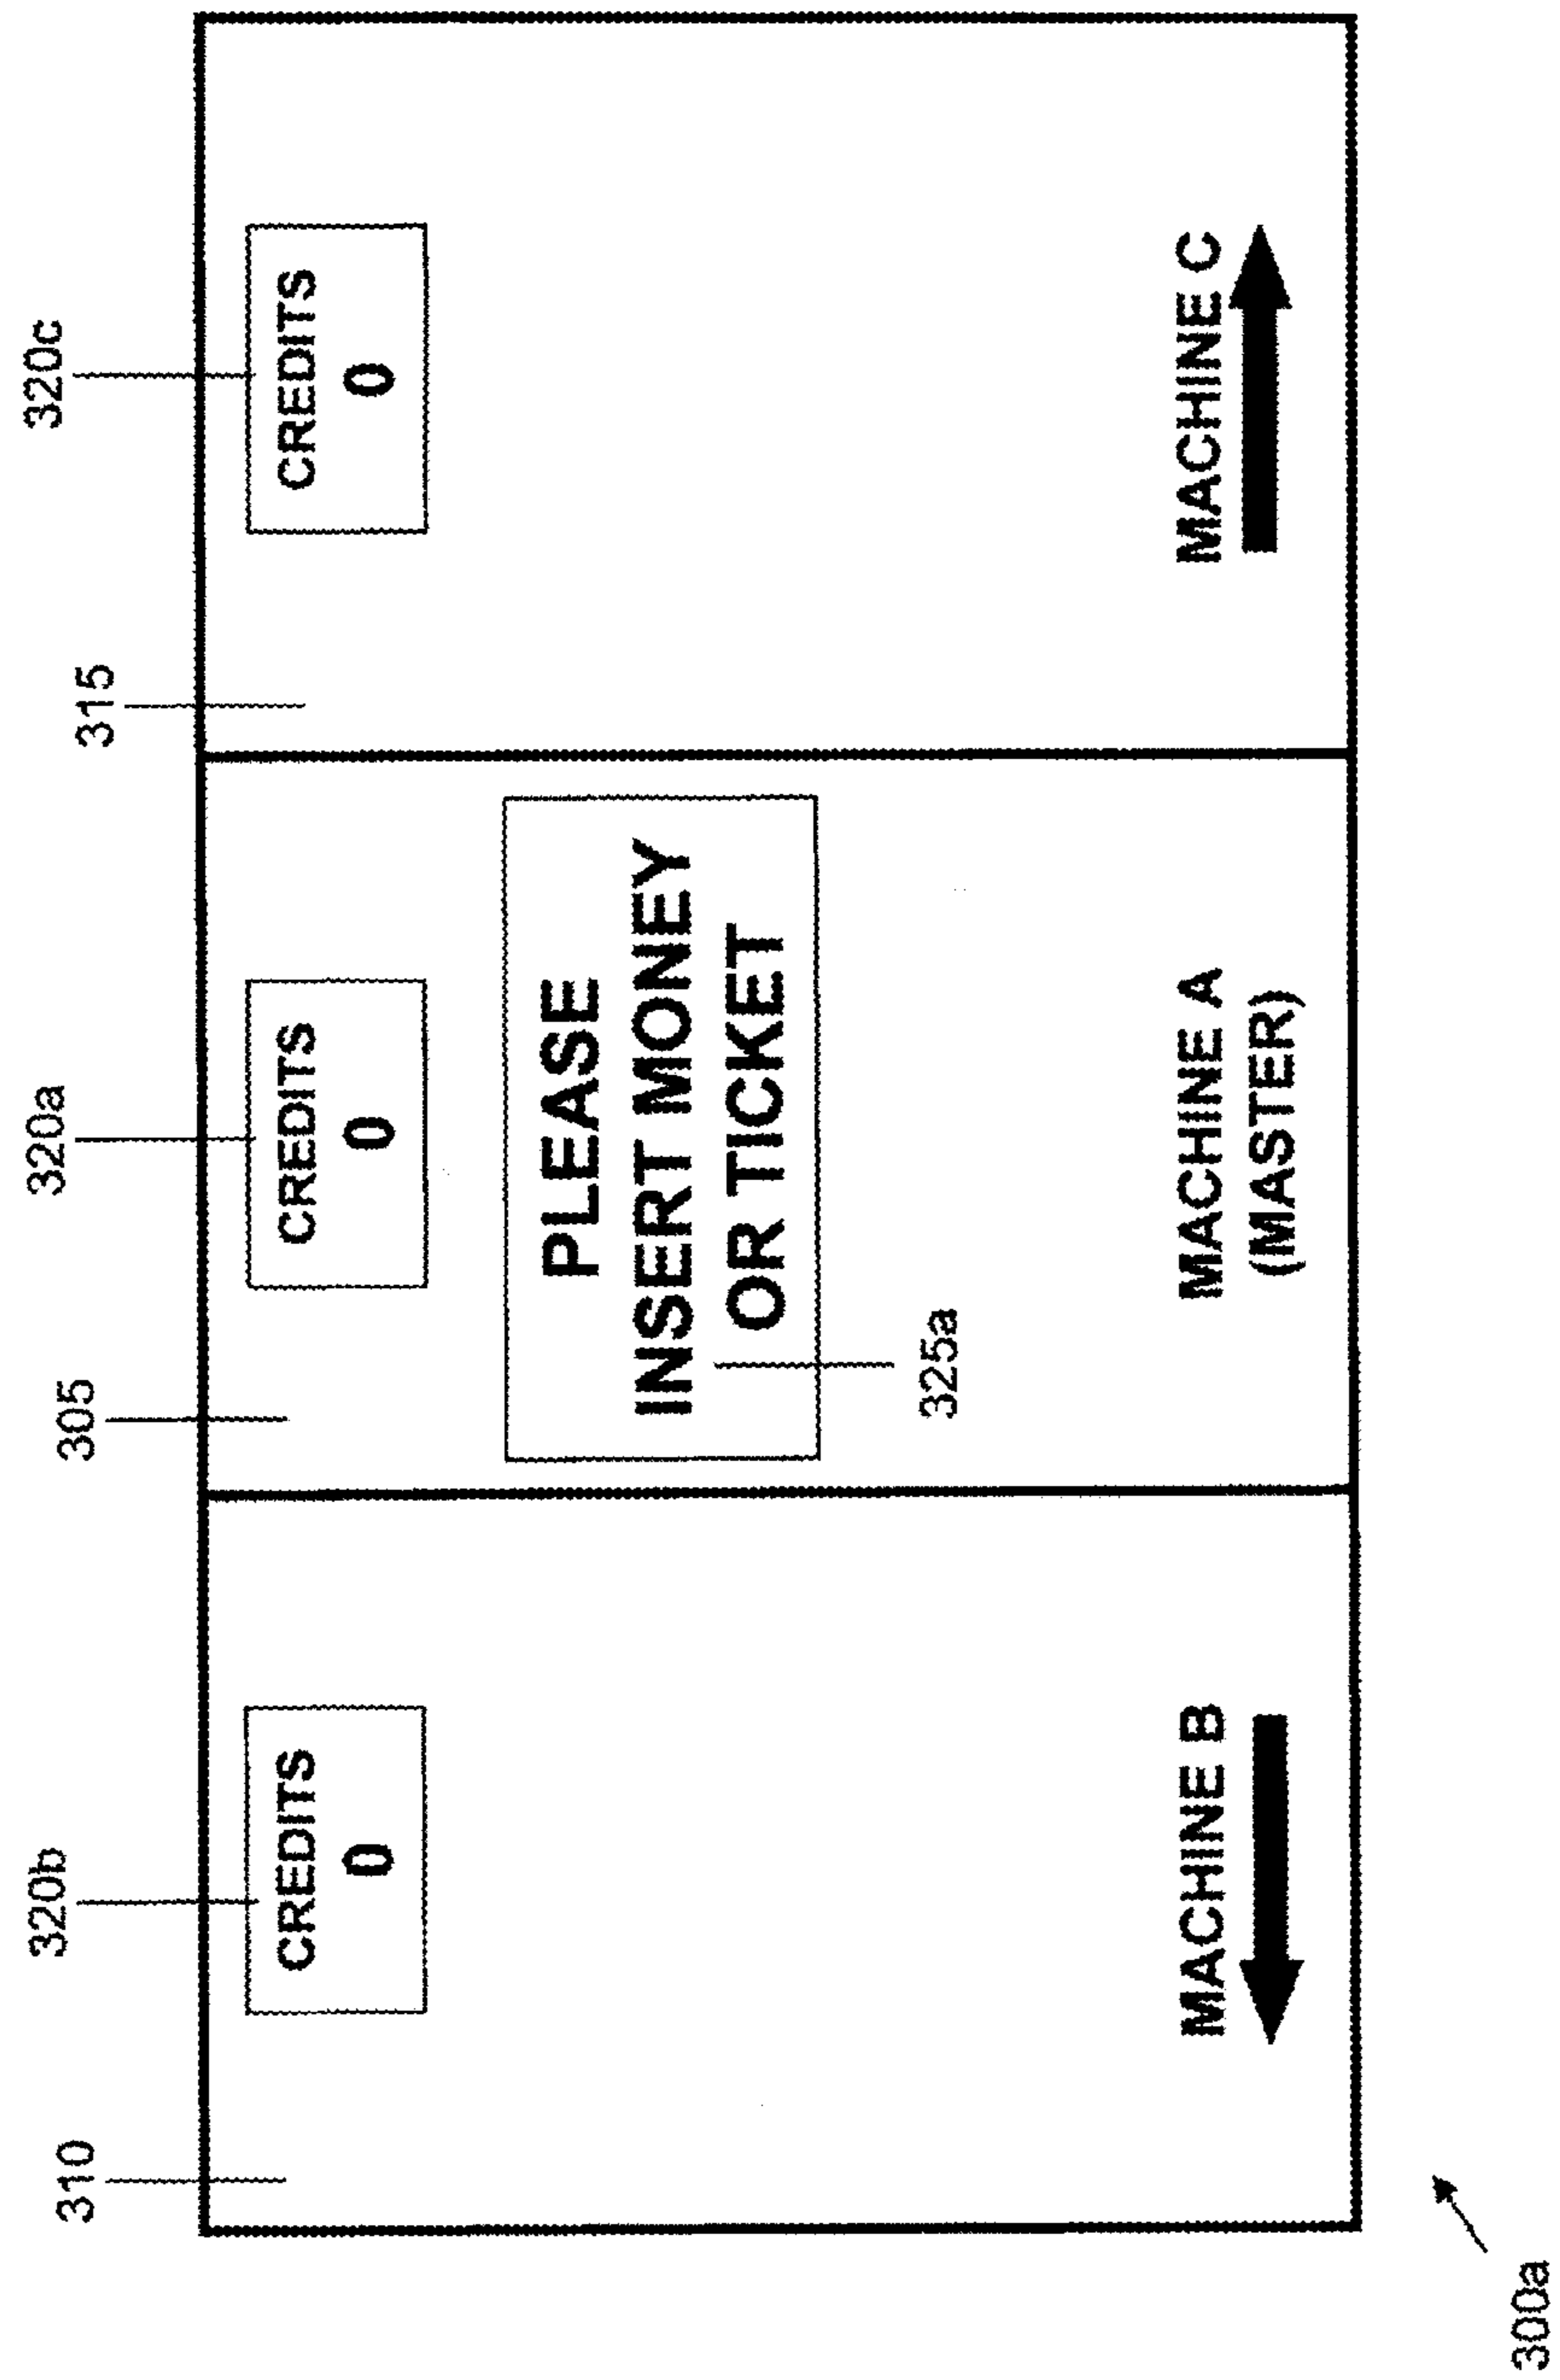 310
320b
305
320a
315
320c
CREDITS
0
CREDITS
0
CREDITS
0
PLEASE
INSERT MONEY
OR TICKET
325a
MACHINE B
MACHINE A
(MASTER)
MACHINE C
300a